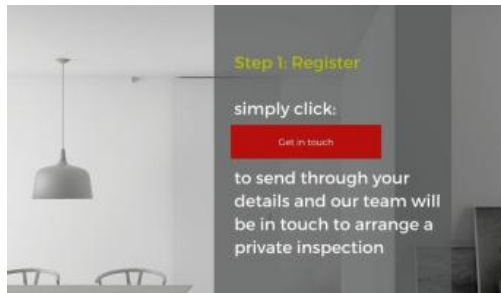 Step 1: Register
simply click:
Get in touch
to send through your
details and our team will
be in touch to arrange a
private inspection